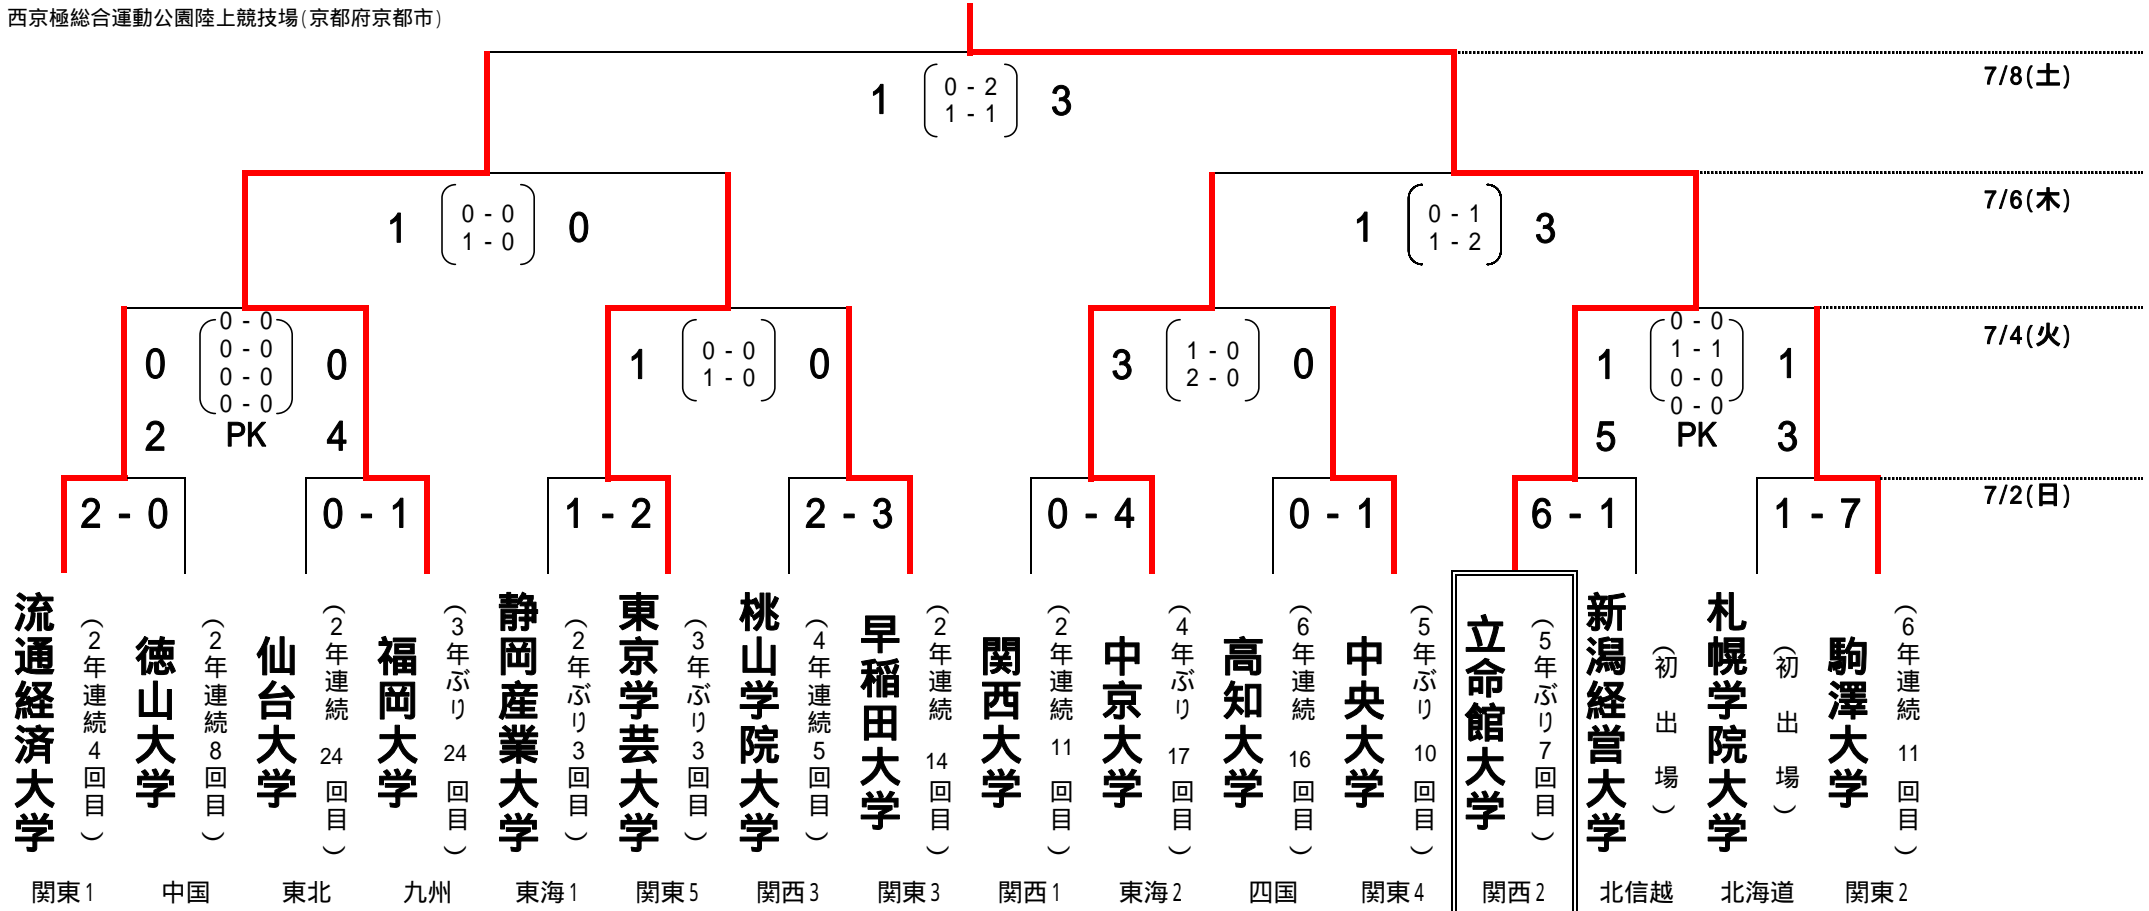 西京極総合運動公園陸上競技場(京都府京都市)
7/8(土)
1 0 - 2 3
1 - 1
7/6(木)
1 0 - 0 0
1 - 0
1 0 - 1 3
1 - 2
7/4(火)
0 0 - 0 0
0 - 0
0 - 0
0 - 0
2 PK 4
1 0 - 0 0
1 - 0
3 1 - 0 0
2 - 0
1 0 - 0 1
1 - 1
0 - 0
0 - 0
5 PK 3
7/2(日)
2 - 0
0 - 1
1 - 2
2 - 3
0 - 4
0 - 1
6 - 1
1 - 7
流通経済大学
(2年連続4回目)
徳山大学
(2年連続8回目)
仙台大学
(2年連続 24回目)
福岡大学
(3年ぶり 24回目)
静岡産業大学
(2年ぶり3回目)
東京学芸大学
(3年ぶり3回目)
桃山学院大学
(4年連続5回目)
早稲田大学
(2年連続 14回目)
関西大学
(2年連続 11回目)
中京大学
(4年ぶり 17回目)
高知大学
(6年連続 16回目)
中央大学
(5年ぶり 10回目)
立命館大学
(5年ぶり7回目)
新潟経営大学
(初 出 場)
札幌学院大学
(初 出 場)
駒澤大学
(6年連続 11回目)
関東1
中国
東北
九州
東海1
関東5
関西3
関東3
関西1
東海2
四国
関東4
関西2
北信越
北海道
関東2